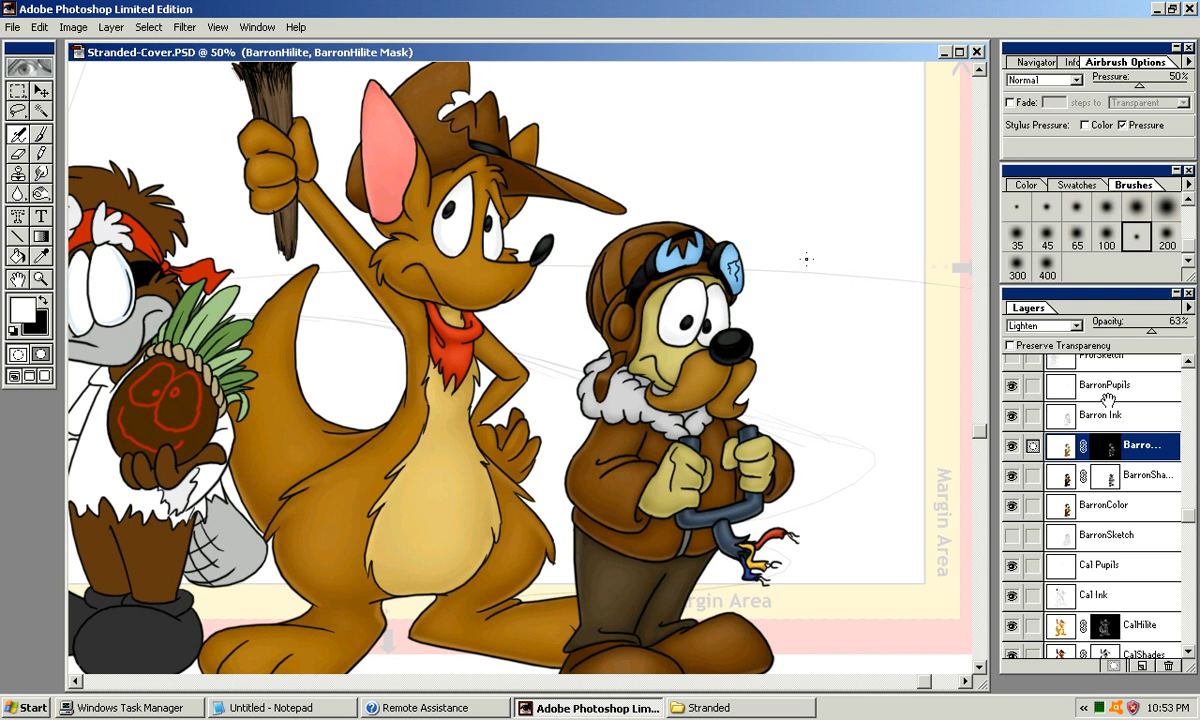 Adobe Photoshop Limited Edition
File Edit Image Layer Select Filter View Window Help
Stranded-Cover.PSD @ 50% (BarronHilite, BarronHilite Mask)
Navigator Info Airbrush Options
Normal Pressure: 50%
Fade: steps to Transparent
Stylus Pressure: Color Pressure
Color Swatches Brushes
35 45 65 100 200
300 400
Layers
Lighten Opacity: 63%
Preserve Transparency
ProfSketch
BarronPupils
Barron Ink
Barro...
BarronSha...
BarronColor
BarronSketch
Cal Pupils
Cal Ink
CalHilite
CalShades
Margin Area
rgin Area
Start Windows Task Manager Untitled - Notepad Remote Assistance Adobe Photoshop Lim... Stranded 10:53 PM